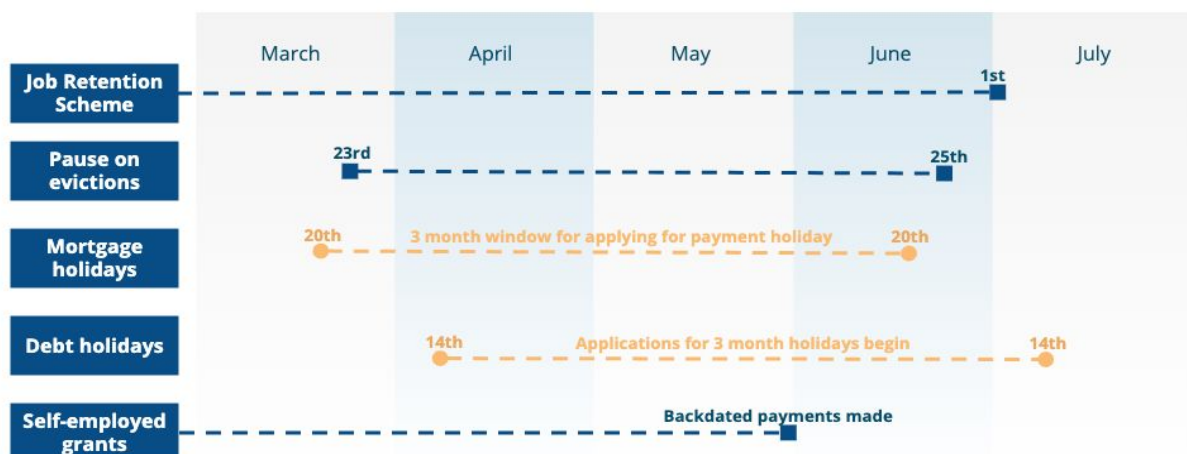 March April May June July
Job Retention
Scheme
1st
Pause on
evictions
23rd 25th
Mortgage
holidays
20th 3 month window for applying for payment holiday 20th
Debt holidays
14th Applications for 3 month holidays begin 14th
Self-employed
grants
Backdated payments made